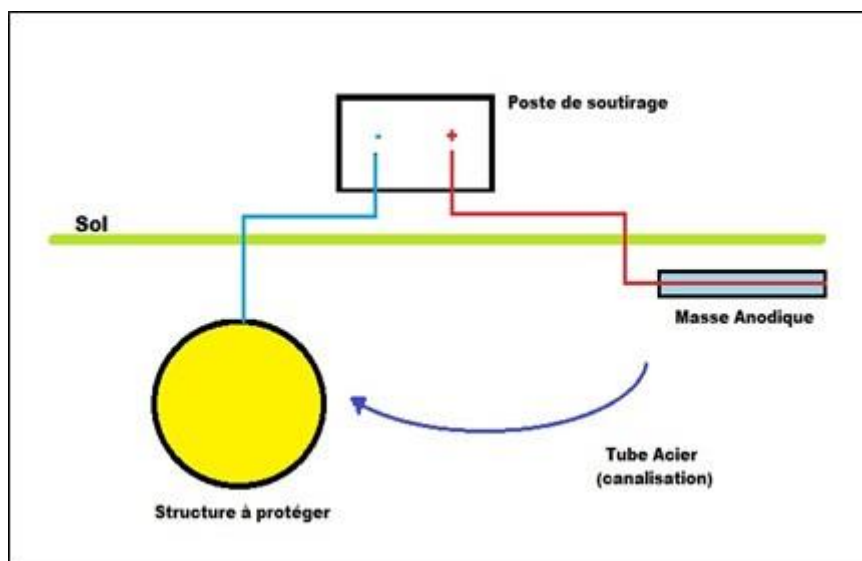 Poste de soutirage
- +
Sol
Masse Anodique
Tube Acier
(canalisation)
Structure à protéger